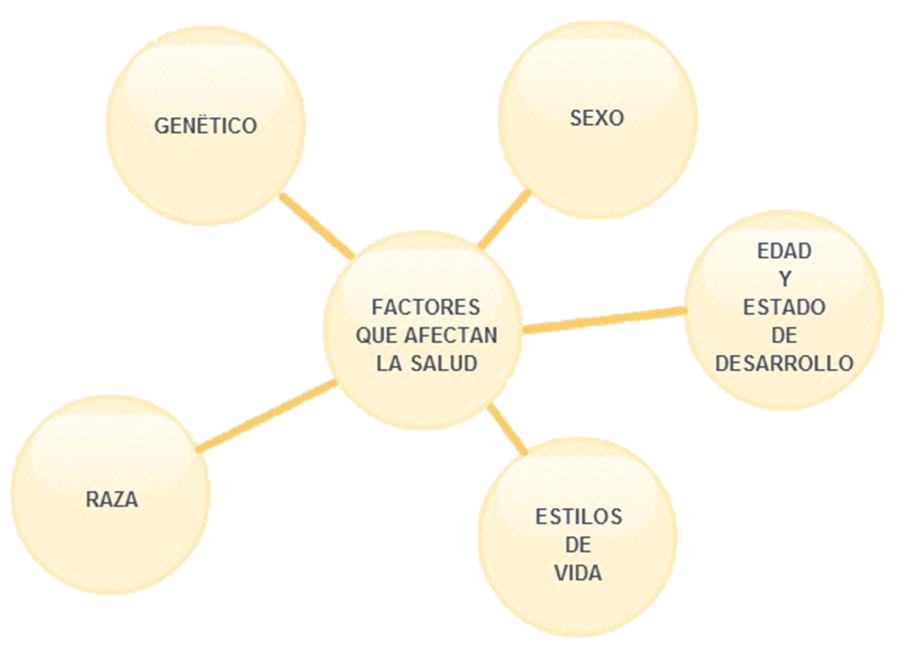 GENËTICO
SEXO
EDAD
Y
ESTADO
DE
DESARROLLO
FACTORES
QUE AFECTAN
LA SALUD
RAZA
ESTILOS
DE
VIDA